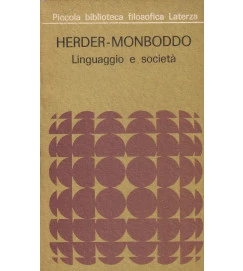 Piccola biblioteca filosofica Laterza
HERDER-MONBODDO
Linguaggio e società